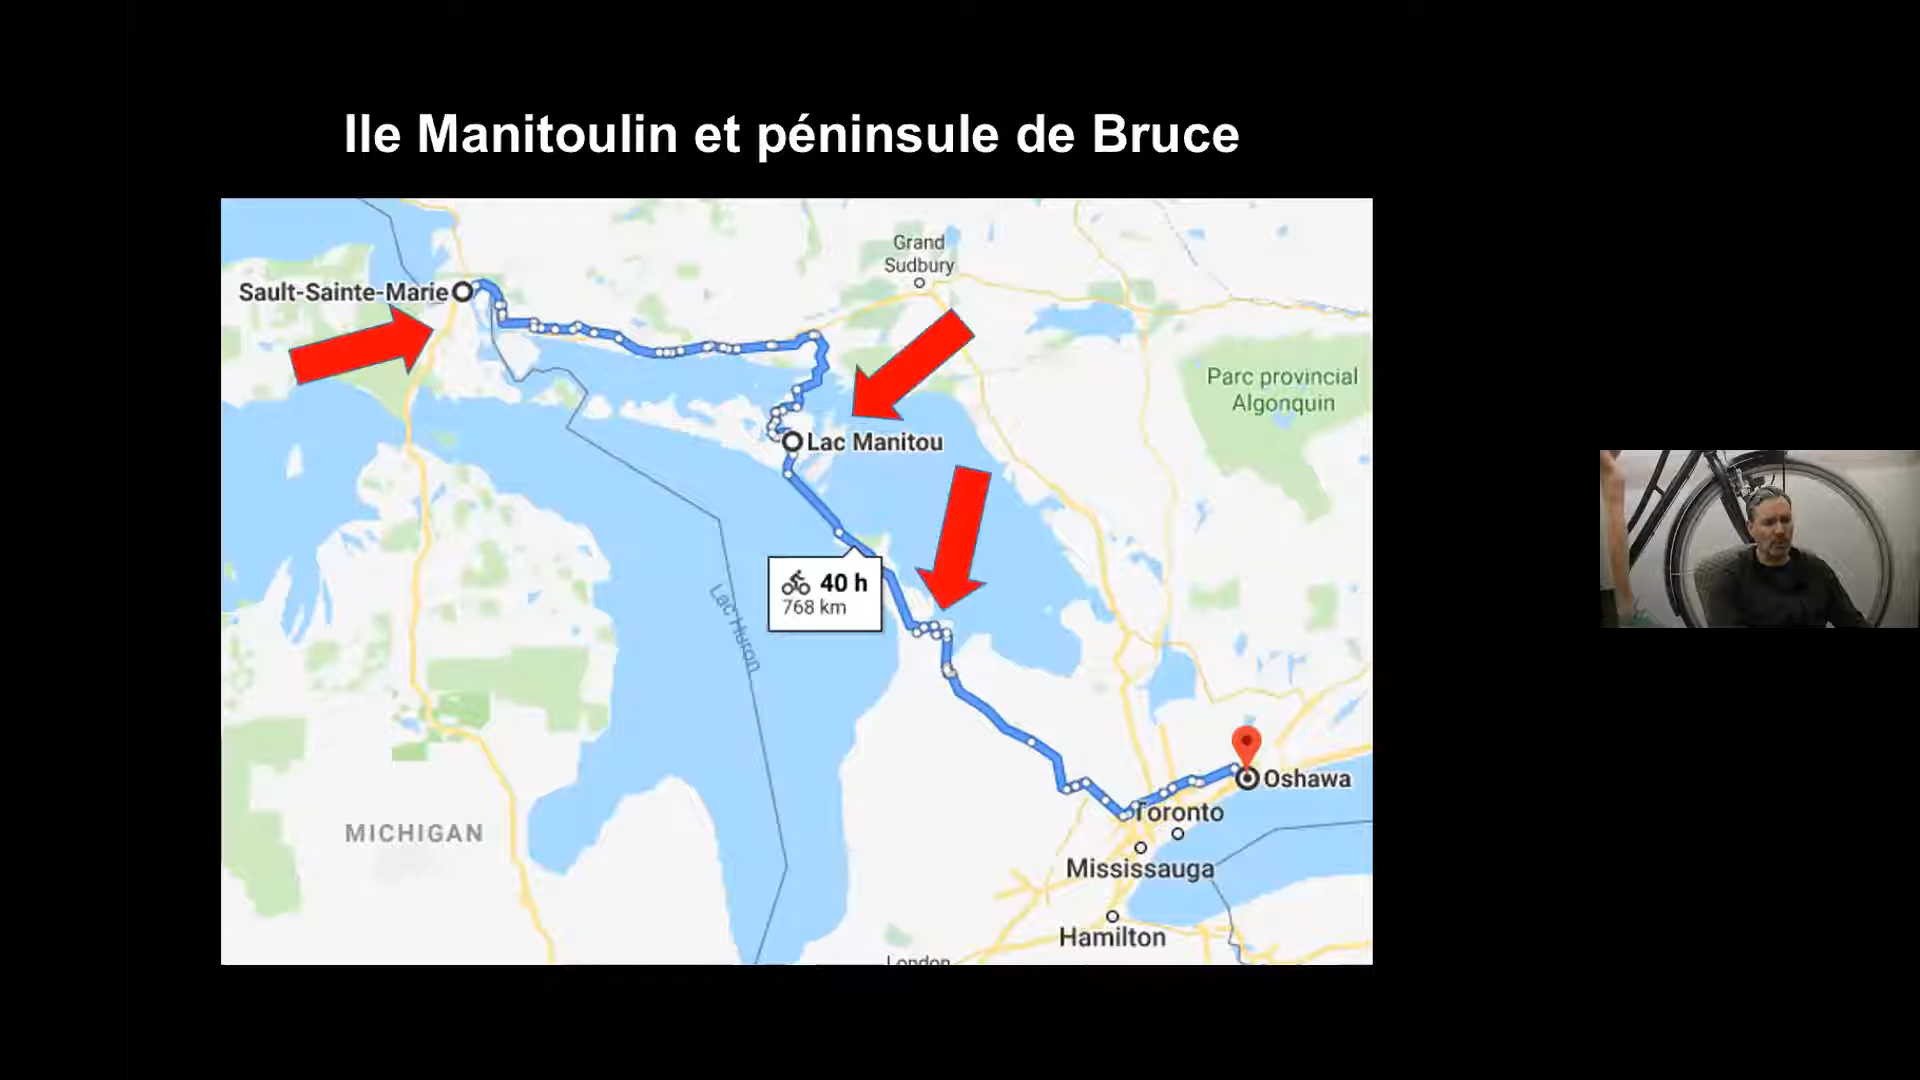 Ile Manitoulin et péninsule de Bruce
Grand
Sudbury
Sault-Sainte-Marie
Parc provincial
Algonquin
Lac Manitou
40 h
768 km
Lac Huron
Oshawa
Toronto
MICHIGAN
Mississauga
Hamilton
London